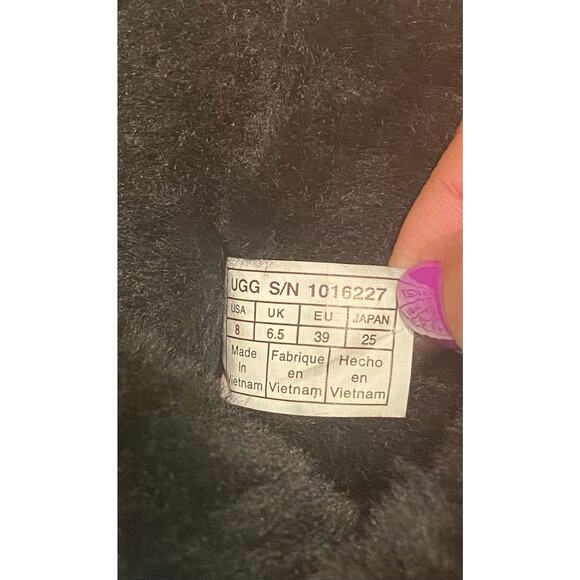 UGG S/N 1016227
USA UK EU JAPAN
8 6.5 39 25
Made Fabrique Hecho
In en en
Vietnam Vietnam Vietnam